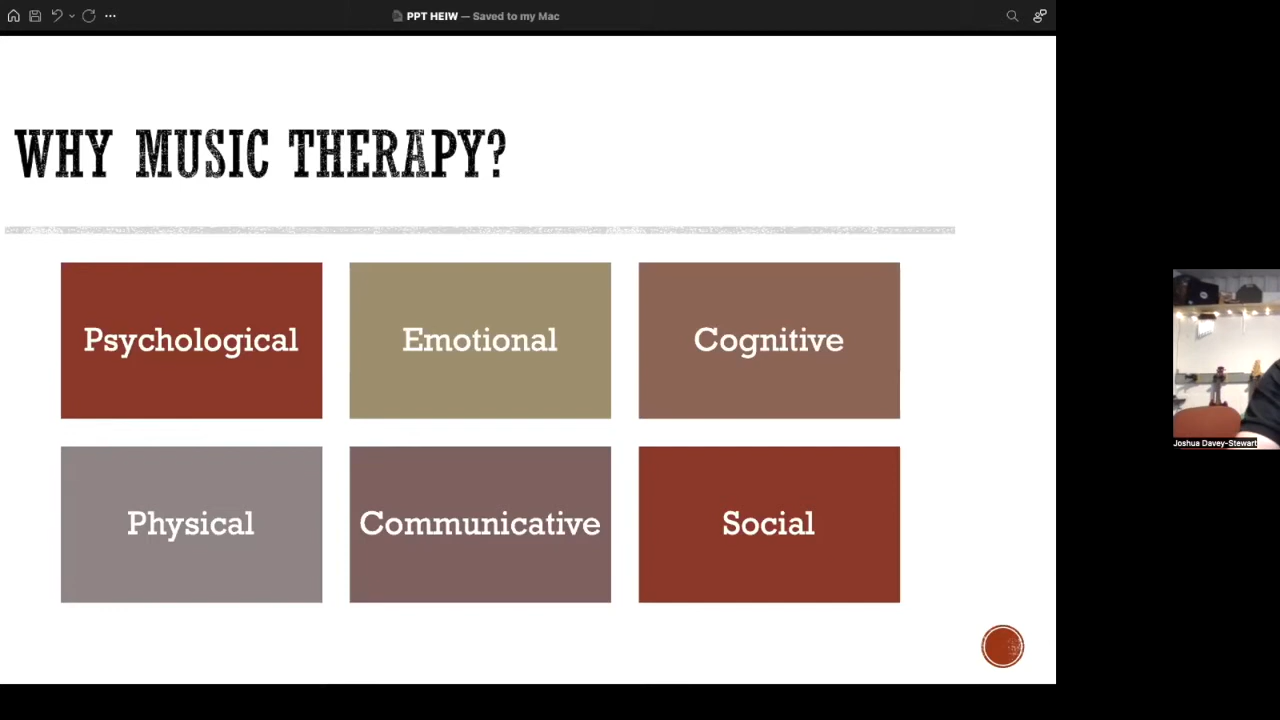 PPT HEIW — Saved to my Mac
WHY MUSIC THERAPY?
Psychological
Emotional
Cognitive
Physical
Communicative
Social
Joshua Davey-Stewart